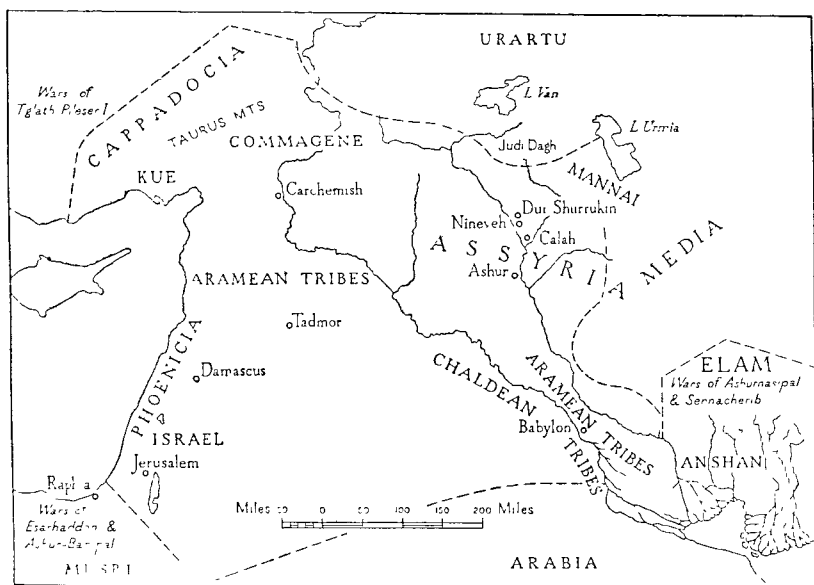 URARTU
Wars of
Tglath Pileser I
CAPPADOCIA
TAURUS MTS
L Van
L Urmia
COMMAGENE
Judi Dagh
KUE
MANNAI
Carchemish
Dur Shurrukin
Nineveh
Calah
ASSYRIA
MEDIA
Ashur
ARAMEAN TRIBES
Tadmor
PHOENICIA
Damascus
CHALDEAN
TRIBES
ARAMEAN TRIBES
ELAM
Wars of Ashurnasipal
& Sennacherib
Babylon
ISRAEL
Jerusalem
ANSHAN
Wars of
Esarhaddon &
Miles 50 0 50 100 150 200 Miles
ARABIA